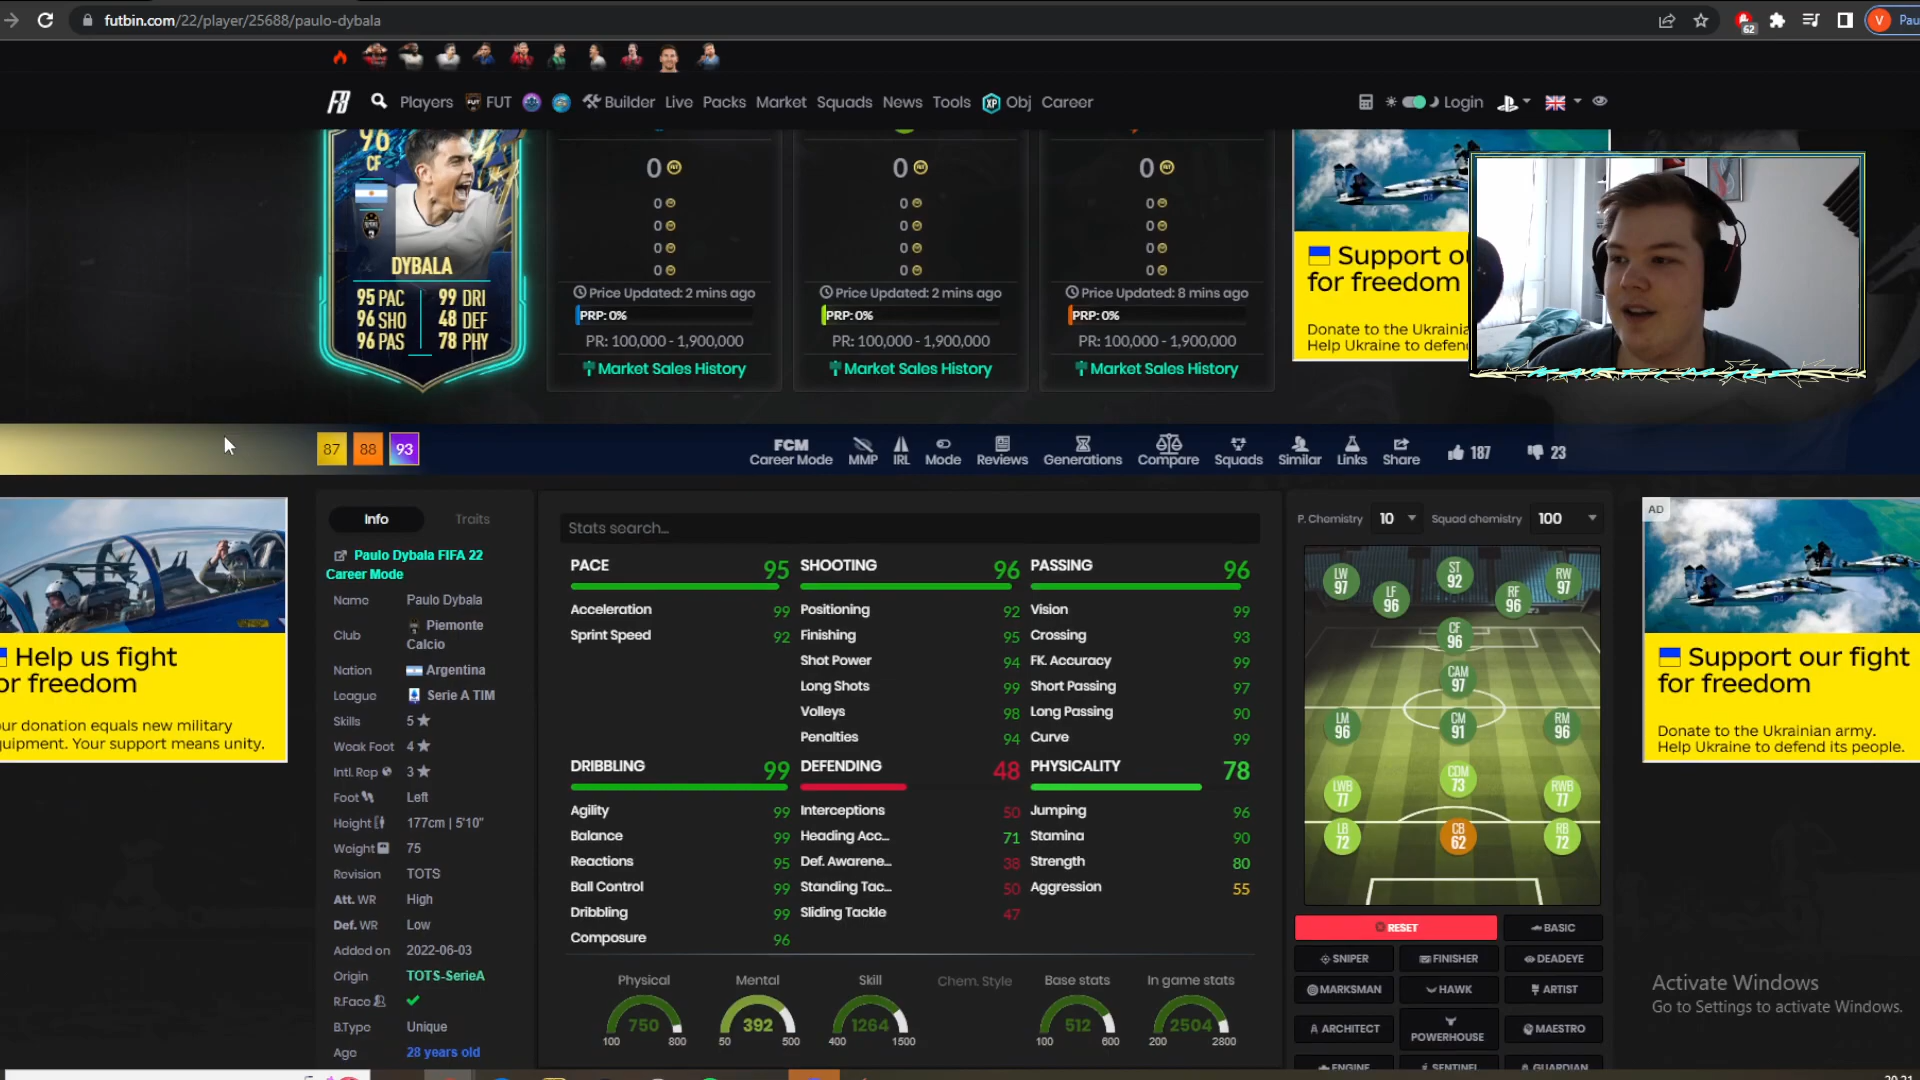 futbin.com/22/player/25688/paulo-dybala
62
V Pau
FB Players FUT Builder Live Packs Market Squads News Tools XP Obj Career Login
96
CF
DYBALA
95 PAC 99 DRI
96 SHO 48 DEF
96 PAS 78 PHY
0 0 0
0 0 0
0 0 0
0 0 0
0 0 0
Price Updated: 2 mins ago Price Updated: 2 mins ago Price Updated: 8 mins ago
PRP: 0% PRP: 0% PRP: 0%
PR: 100,000 - 1,900,000 PR: 100,000 - 1,900,000 PR: 100,000 - 1,900,000
Market Sales History Market Sales History Market Sales History
Support ou
for freedom
Donate to the Ukrainia
Help Ukraine to defen
87 88 93
FCM
Career Mode MMP IRL Mode Reviews Generations Compare Squads Similar Links Share 187 23
Help us fight
or freedom
ur donation equals new military
quipment. Your support means unity.
Info Traits
Paulo Dybala FIFA 22
Career Mode
Name Paulo Dybala
Club Piemonte
Calcio
Nation Argentina
League Serie A TIM
Skills 5
Weak Foot 4
Intl. Rep 3
Foot Left
Height 177cm | 5'10"
Weight 75
Revision TOTS
Att. WR High
Def. WR Low
Added on 2022-06-03
Origin TOTS-SerieA
R.Face
B.Type Unique
Age 28 years old
Stats search...
PACE 95 SHOOTING 96 PASSING 96
Acceleration 99 Positioning 92 Vision 99
Sprint Speed 92 Finishing 95 Crossing 93
Shot Power 94 FK. Accuracy 99
Long Shots 99 Short Passing 97
Volleys 98 Long Passing 90
Penalties 94 Curve 99
DRIBBLING 99 DEFENDING 48 PHYSICALITY 78
Agility 99 Interceptions 50 Jumping 96
Balance 99 Heading Acc... 71 Stamina 90
Reactions 95 Def. Awarene... 38 Strength 80
Ball Control 99 Standing Tac... 50 Aggression 55
Dribbling 99 Sliding Tackle 47
Composure 96
Physical Mental Skill Chem. Style Base stats In game stats
750 392 1264 512 2504
100 800 50 500 400 1500 100 600 200 2800
P. Chemistry 10 Squad chemistry 100
LW 97 ST 92 RW 97
LF 96 RF 96
CF 96
CAM 97
LM 96 CM 91 RM 96
CDM 73
LWB 77 RWB 77
LB 72 CB 62 RB 72
RESET BASIC
SNIPER FINISHER DEADEYE
MARKSMAN HAWK ARTIST
ARCHITECT POWERHOUSE MAESTRO
ENGINE SENTINEL GUARDIAN
AD
Support our fight
for freedom
Donate to the Ukrainian army.
Help Ukraine to defend its people.
Activate Windows
Go to Settings to activate Windows.
20:21